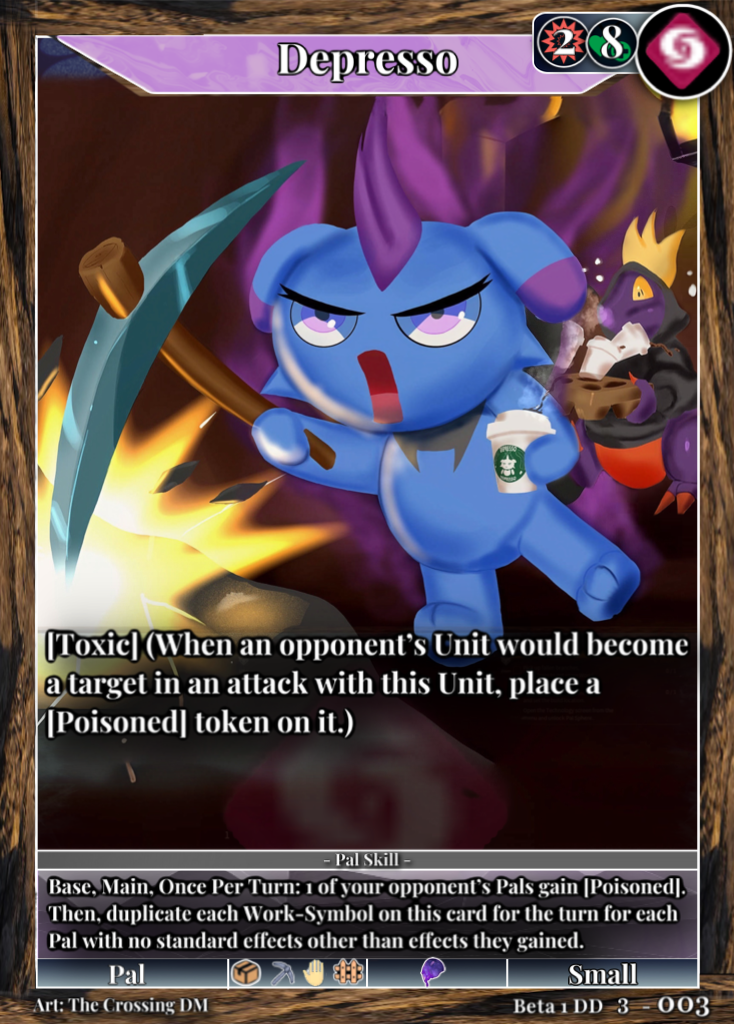 Depresso
2 8
[Toxic] (When an opponent's Unit would become
a target in an attack with this Unit, place a
[Poisoned] token on it.)
- Pal Skill -
Base, Main, Once Per Turn: 1 of your opponent's Pals gain [Poisoned].
Then, duplicate each Work-Symbol on this card for the turn for each
Pal with no standard effects other than effects they gained.
Pal Small
Art: The Crossing DM Beta 1 DD 3 - 003